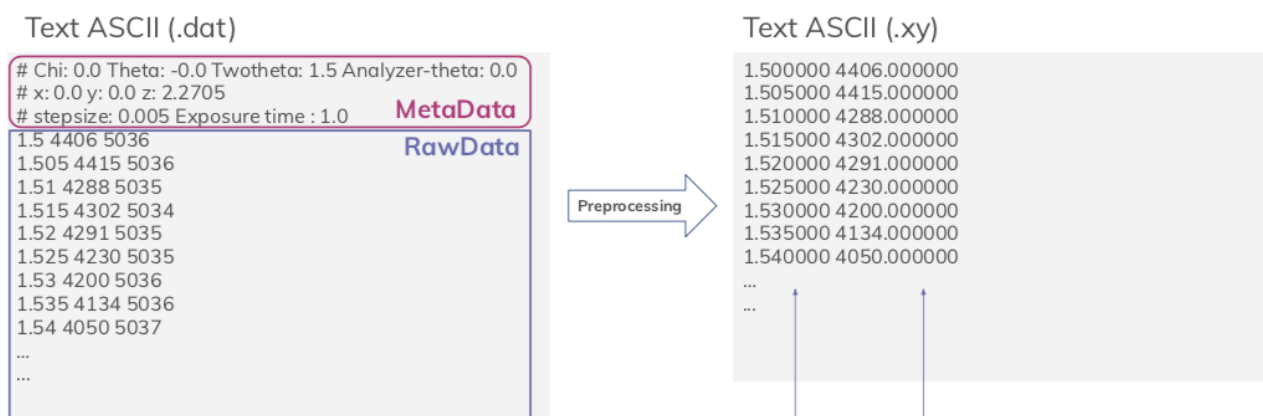 Text ASCII (.dat)
# Chi: 0.0 Theta: -0.0 Twotheta: 1.5 Analyzer-theta: 0.0
# x: 0.0 y: 0.0 z: 2.2705
# stepsize: 0.005 Exposure time : 1.0
MetaData
RawData
1.5 4406 5036
1.505 4415 5036
1.51 4288 5035
1.515 4302 5034
1.52 4291 5035
1.525 4230 5035
1.53 4200 5036
1.535 4134 5036
1.54 4050 5037
...
...
Preprocessing
Text ASCII (.xy)
1.500000 4406.000000
1.505000 4415.000000
1.510000 4288.000000
1.515000 4302.000000
1.520000 4291.000000
1.525000 4230.000000
1.530000 4200.000000
1.535000 4134.000000
1.540000 4050.000000
...
...